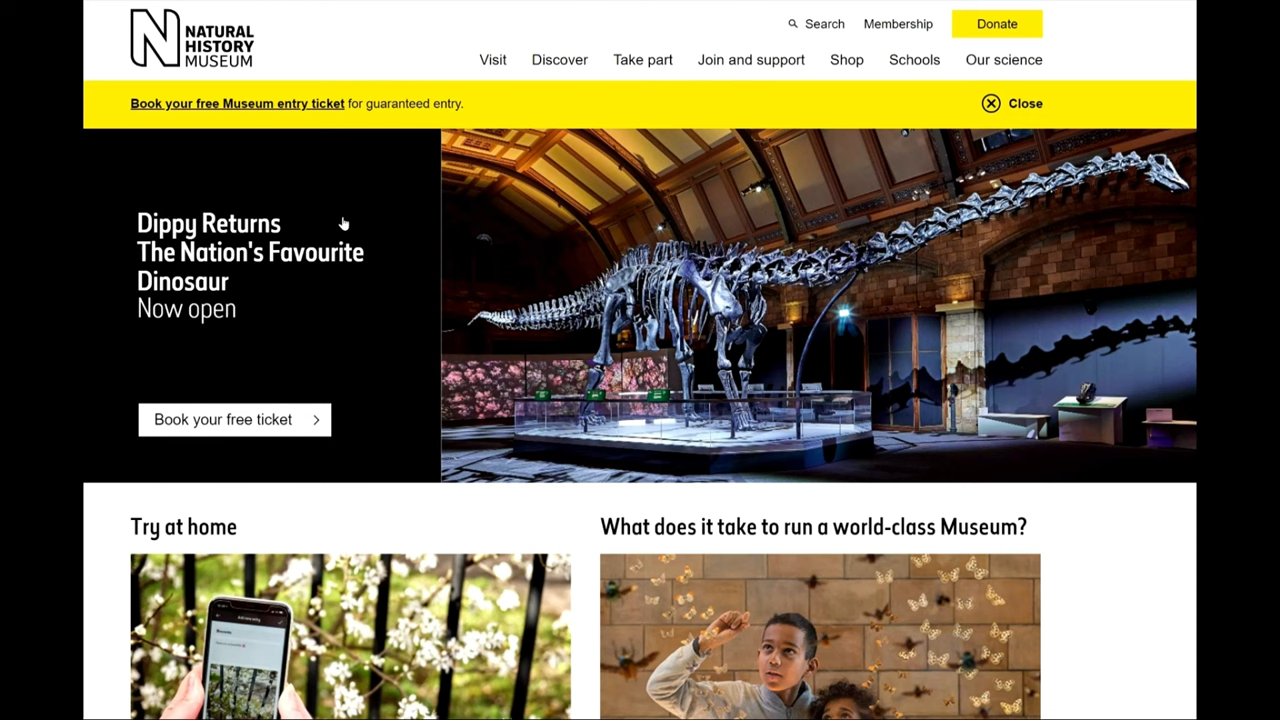 NATURAL
HISTORY
MUSEUM
Search Membership Donate
Visit Discover Take part Join and support Shop Schools Our science
Book your free Museum entry ticket for guaranteed entry.
Close
Dippy Returns
The Nation's Favourite
Dinosaur
Now open
Book your free ticket
Try at home
What does it take to run a world-class Museum?